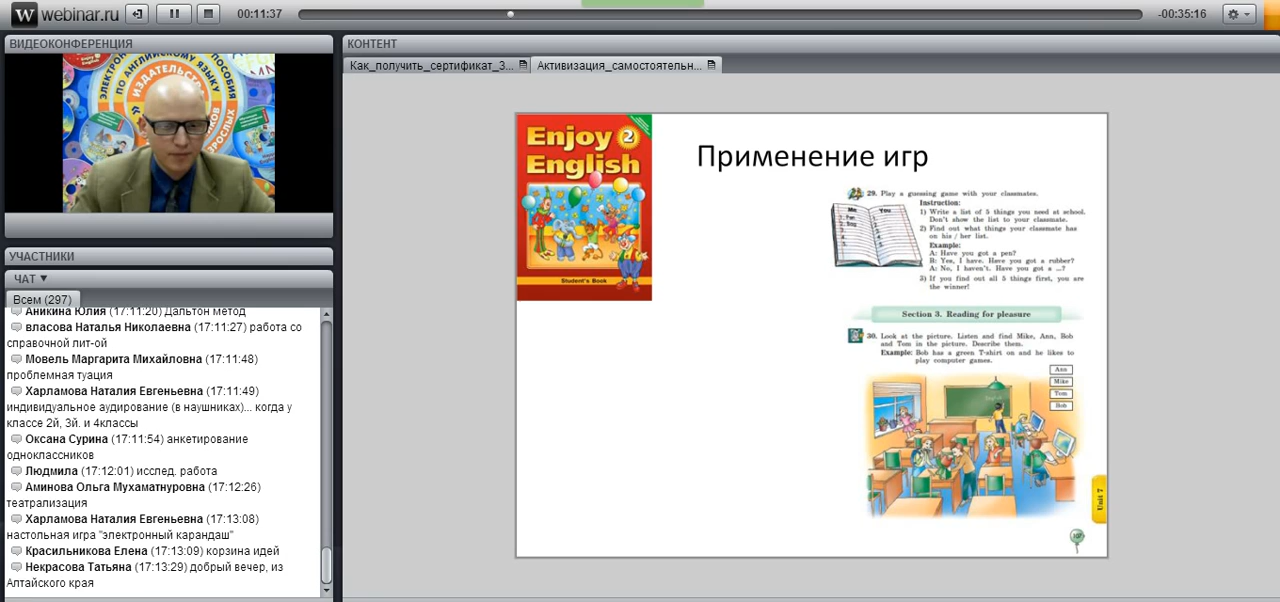 W webinar.ru 00:11:37 -00:35:16
ВИДЕОКОНФЕРЕНЦИЯ
ЭЛЕКТРОН ПОСОБИЯ
ПО АНГЛИЙСКОМУ ЯЗЫКУ
ИЗДАТЕЛЬСТВ
ЗРОСЛЫХ
УЧАСТНИКИ
ЧАТ ▼
Всем (297)
Аникина Юлия (17:11:20) Дальтон метод
власова Наталья Николаевна (17:11:27) работа со
справочной лит-ой
Мовель Маргарита Михайловна (17:11:48)
проблемная туация
Харламова Наталия Евгеньевна (17:11:49)
индивидуальное аудирование (в наушниках)... когда у
классе 2й, 3й. и 4классы
Оксана Сурина (17:11:54) анкетирование
одноклассников
Людмила (17:12:01) исслед. работа
Аминова Ольга Мухаматнуровна (17:12:26)
театрализация
Харламова Наталия Евгеньевна (17:13:08)
настольная игра "электронный карандаш"
Красильникова Елена (17:13:09) корзина идей
Некрасова Татьяна (17:13:29) добрый вечер, из
Алтайского края
КОНТЕНТ
Как_получить_сертификат_3... Активизация_самостоятельн...
Enjoy 2
English
Student's Book
Применение игр
29. Play a guessing game with your classmates.
Instruction:
1) Write a list of 5 things you need at school.
Don't show the list to your classmate.
2) Find out what things your classmate has
on his / her list.
Example:
A: Have you got a pen?
B: Yes, I have. Have you got a rubber?
A: No, I haven't. Have you got a ...?
3) If you find out all 5 things first, you are
the winner!
Me You
Section 3. Reading for pleasure
30. Look at the picture. Listen and find Mike, Ann, Bob
and Tom in the picture. Describe them.
Example: Bob has a green T-shirt on and he likes to
play computer games.
Ann
Mike
Tom
Bob
Unit 7
107